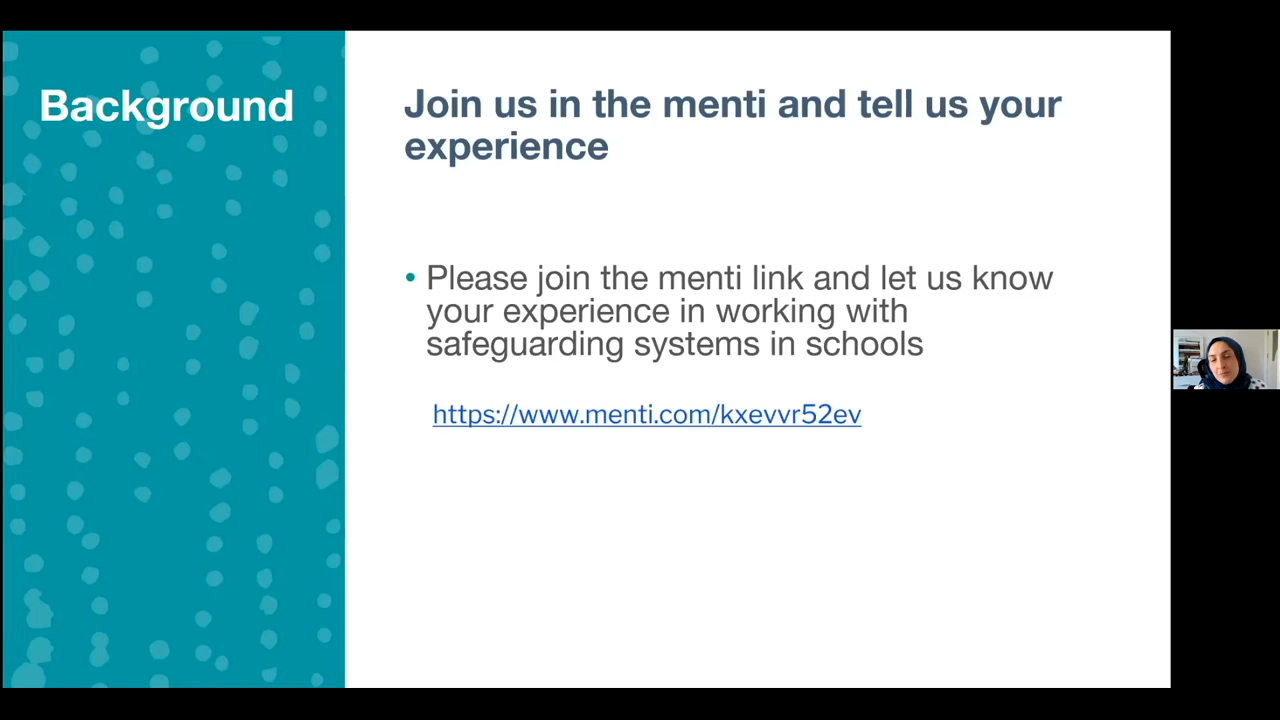 Background
Join us in the menti and tell us your
experience
• Please join the menti link and let us know
your experience in working with
safeguarding systems in schools
https://www.menti.com/kxevvr52ev